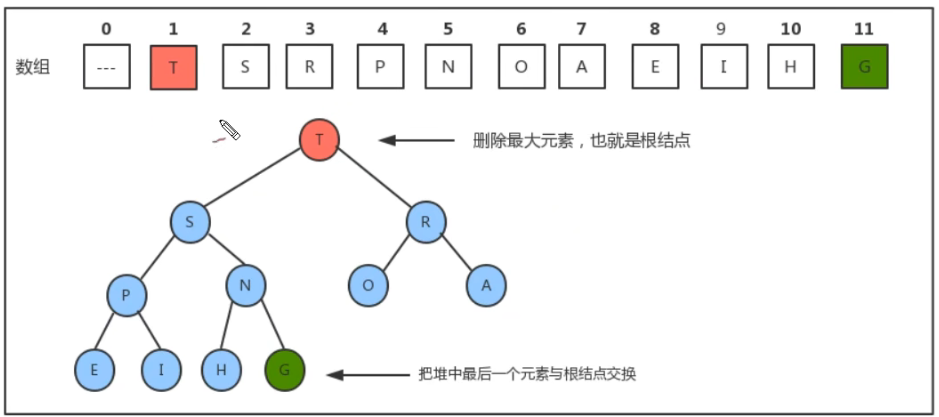 0 1 2 3 4 5 6 7 8 9 10 11
数组 --- T S R P N O A E I H G
T
删除最大元素，也就是根结点
S R
P N O A
E I H G
把堆中最后一个元素与根结点交换